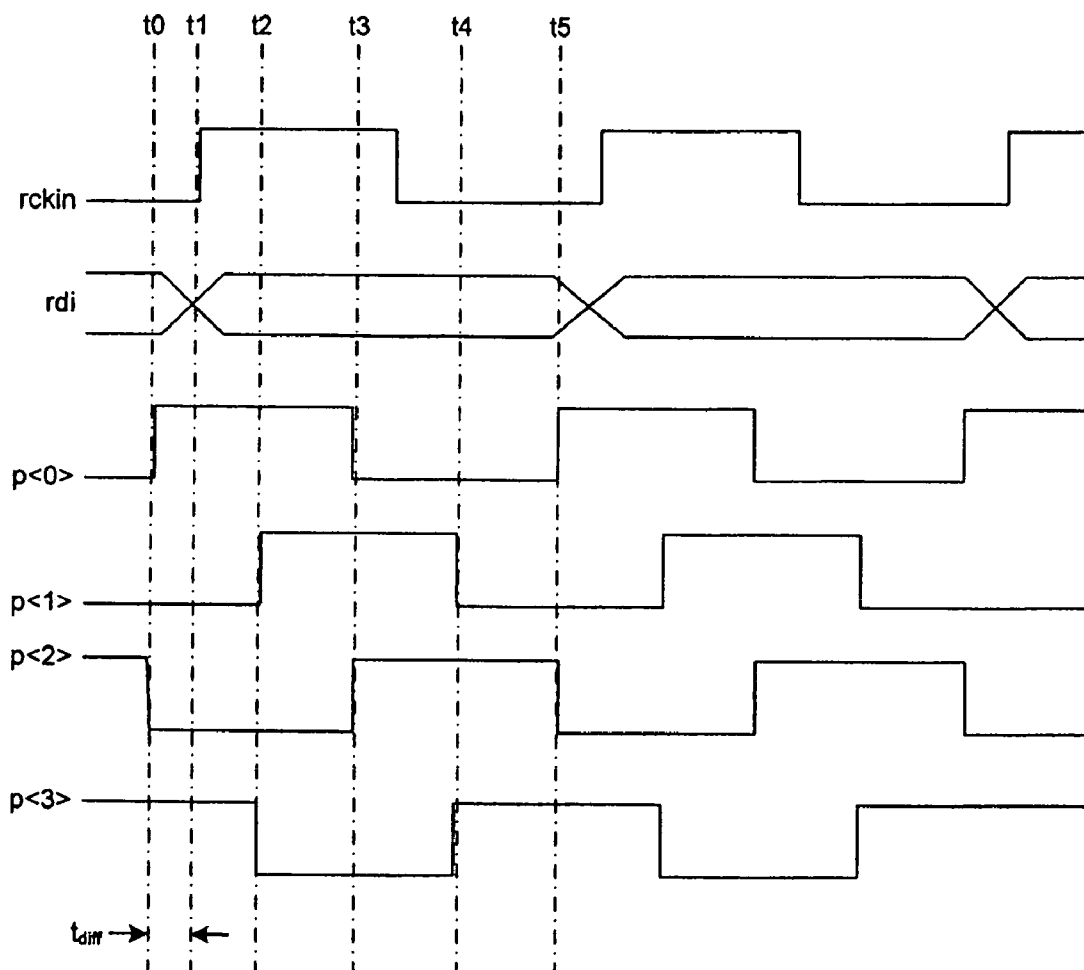 t0 t1 t2 t3 t4 t5
rckin
rdi
p<0>
p<1>
p<2>
p<3>
tdiff